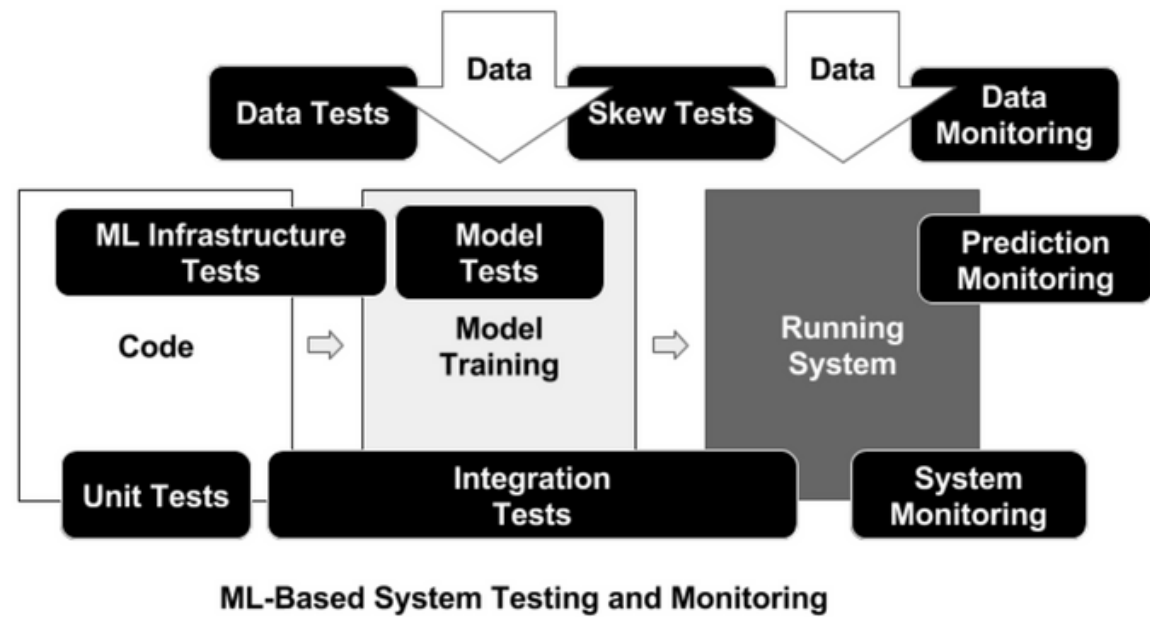 Data
Data
Data Tests
Skew Tests
Data
Monitoring
ML Infrastructure
Tests
Model
Tests
Prediction
Monitoring
Code
Model
Training
Running
System
Unit Tests
Integration
Tests
System
Monitoring
ML-Based System Testing and Monitoring